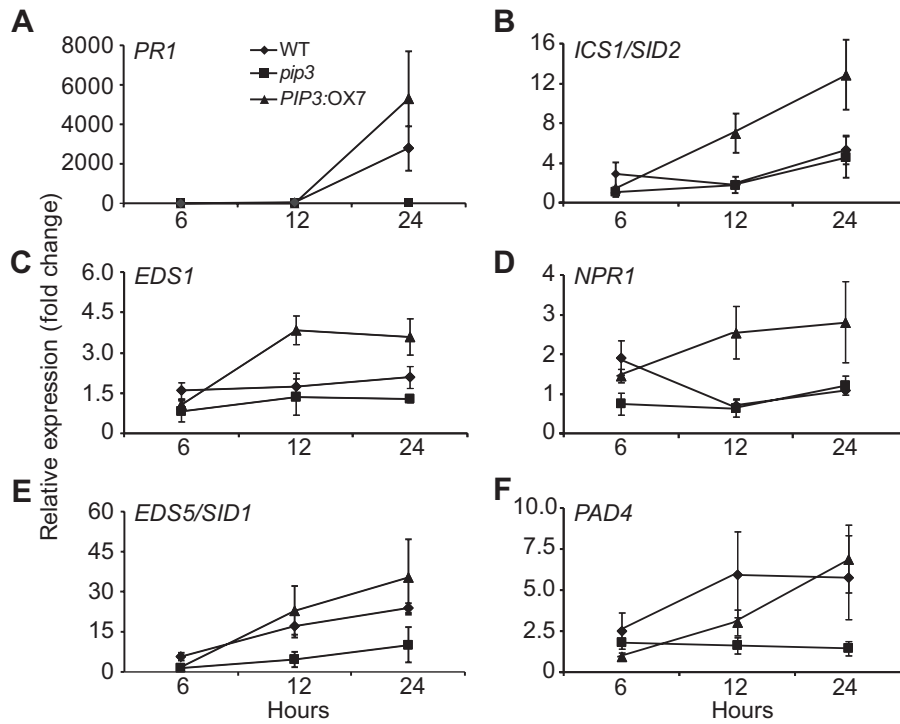 Relative expression (fold change)
A
PR1
8000
6000
4000
2000
0
6
12
24
WT
pip3
PIP3:OX7
B
ICS1/SID2
16
12
8
4
0
6
12
24
C
EDS1
6.0
4.5
3.0
1.5
0
6
12
24
D
NPR1
4
3
2
1
0
6
12
24
E
EDS5/SID1
60
45
30
15
0
6
12
24
Hours
F
PAD4
10.0
7.5
5.0
2.5
0
6
12
24
Hours